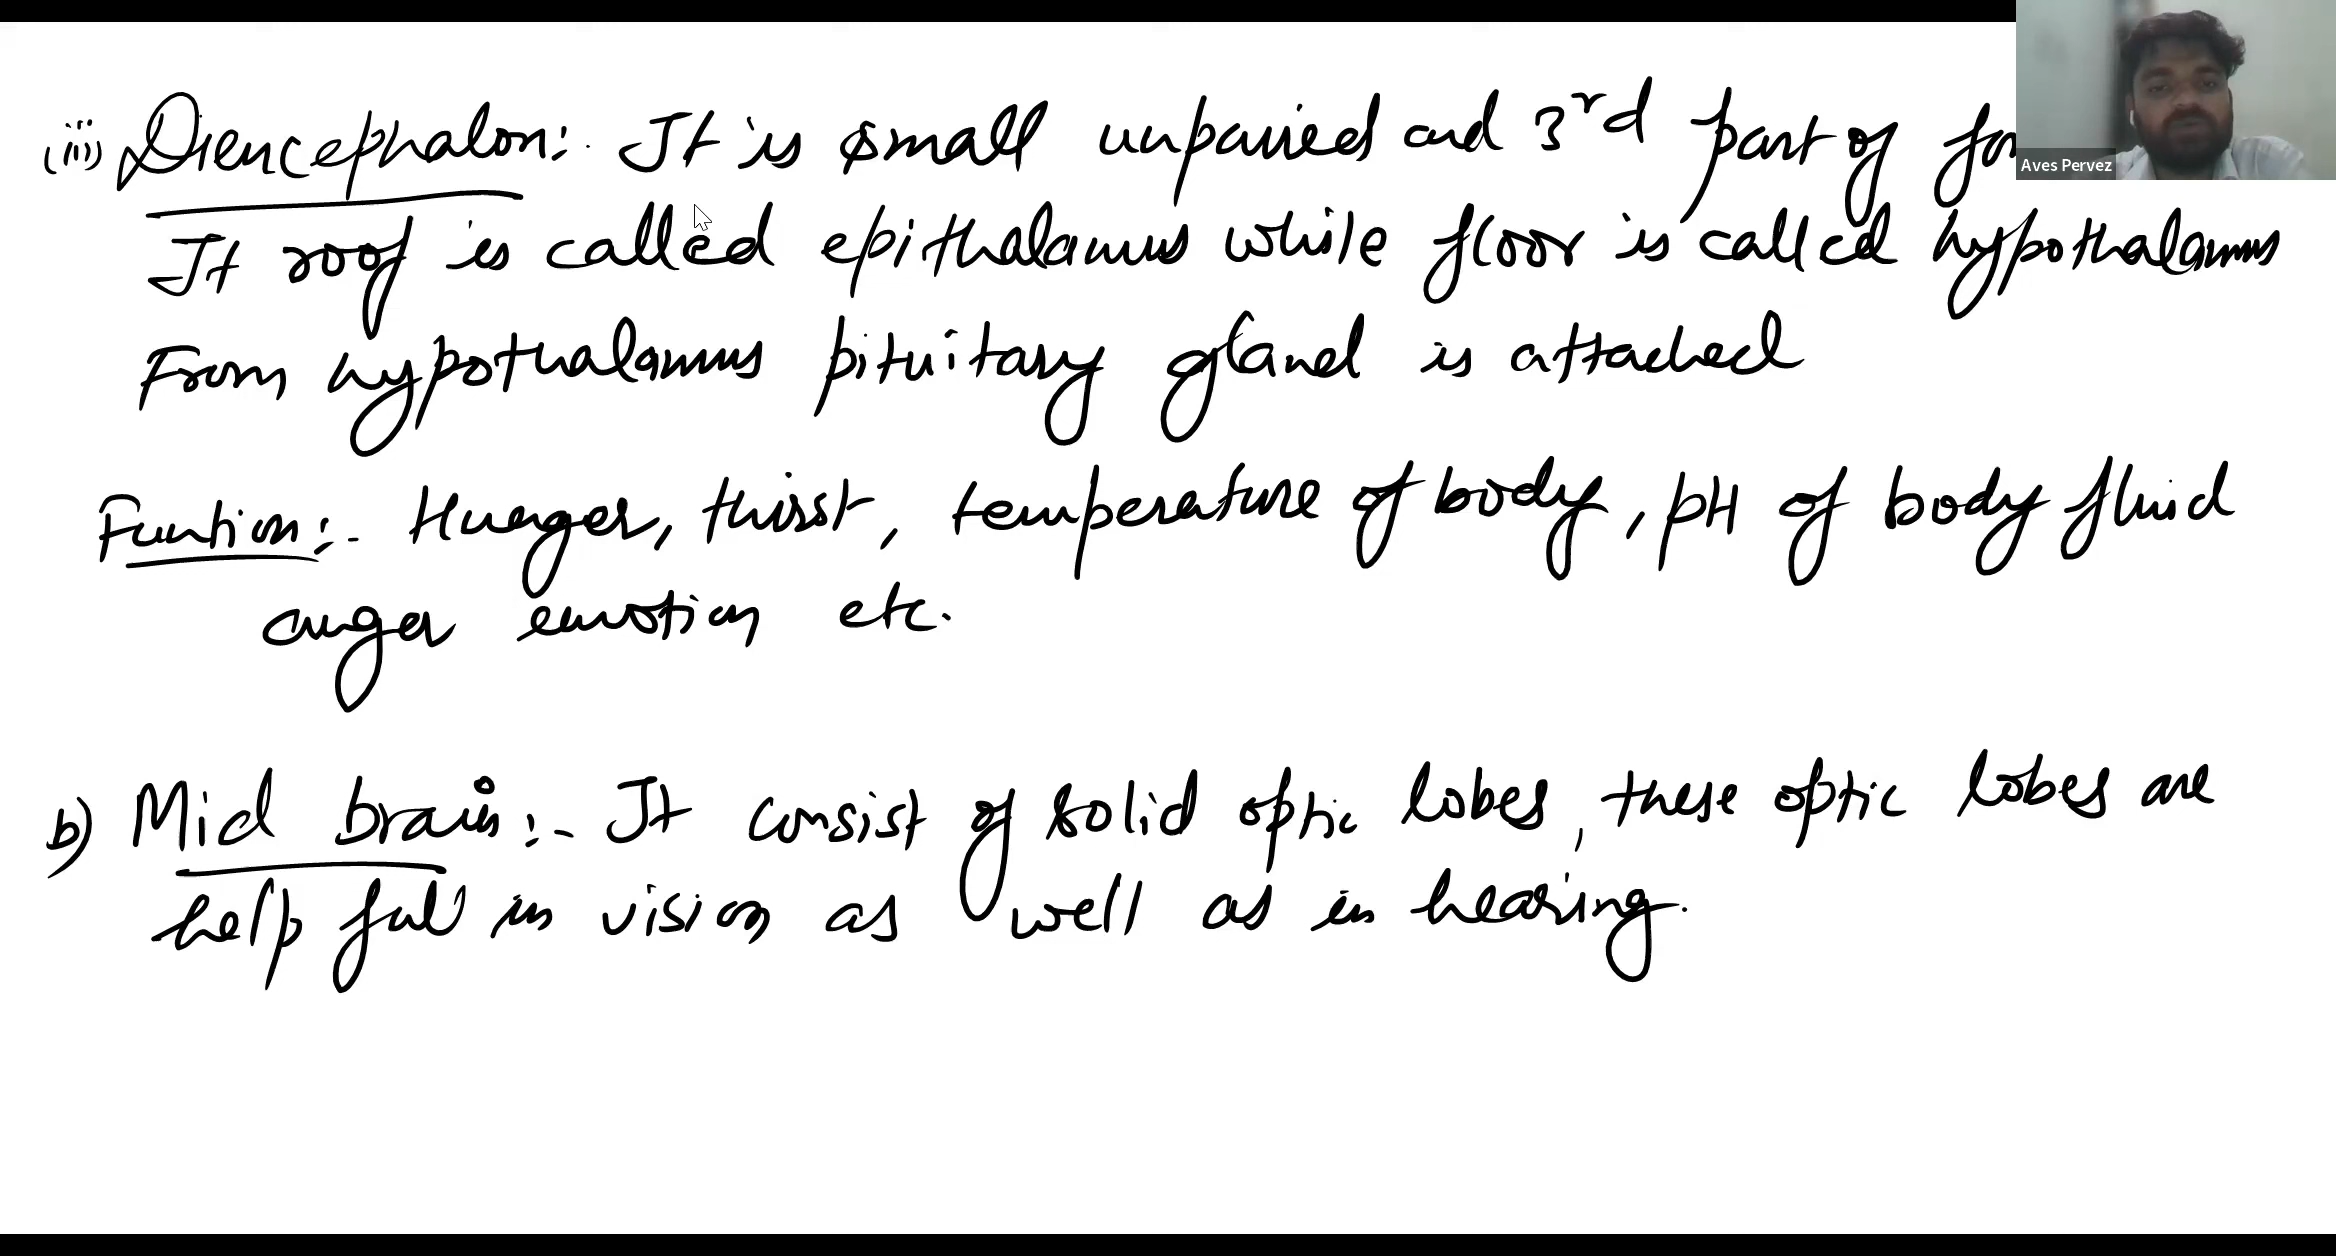 (iii) Diencephalon:- It is small unpaired and 3rd part of
Aves Pervez
It roof is called epithalamus while floor is called hypothalamus
From hypothalamus pituitary gland is attached
Funtion:- Hunger, thirst, temperature of body, pH of body fluid
anger emotion etc.
b) Mid brain:- It consist of solid optic lobes, these optic lobes are
helpful in vision as well as in hearing.